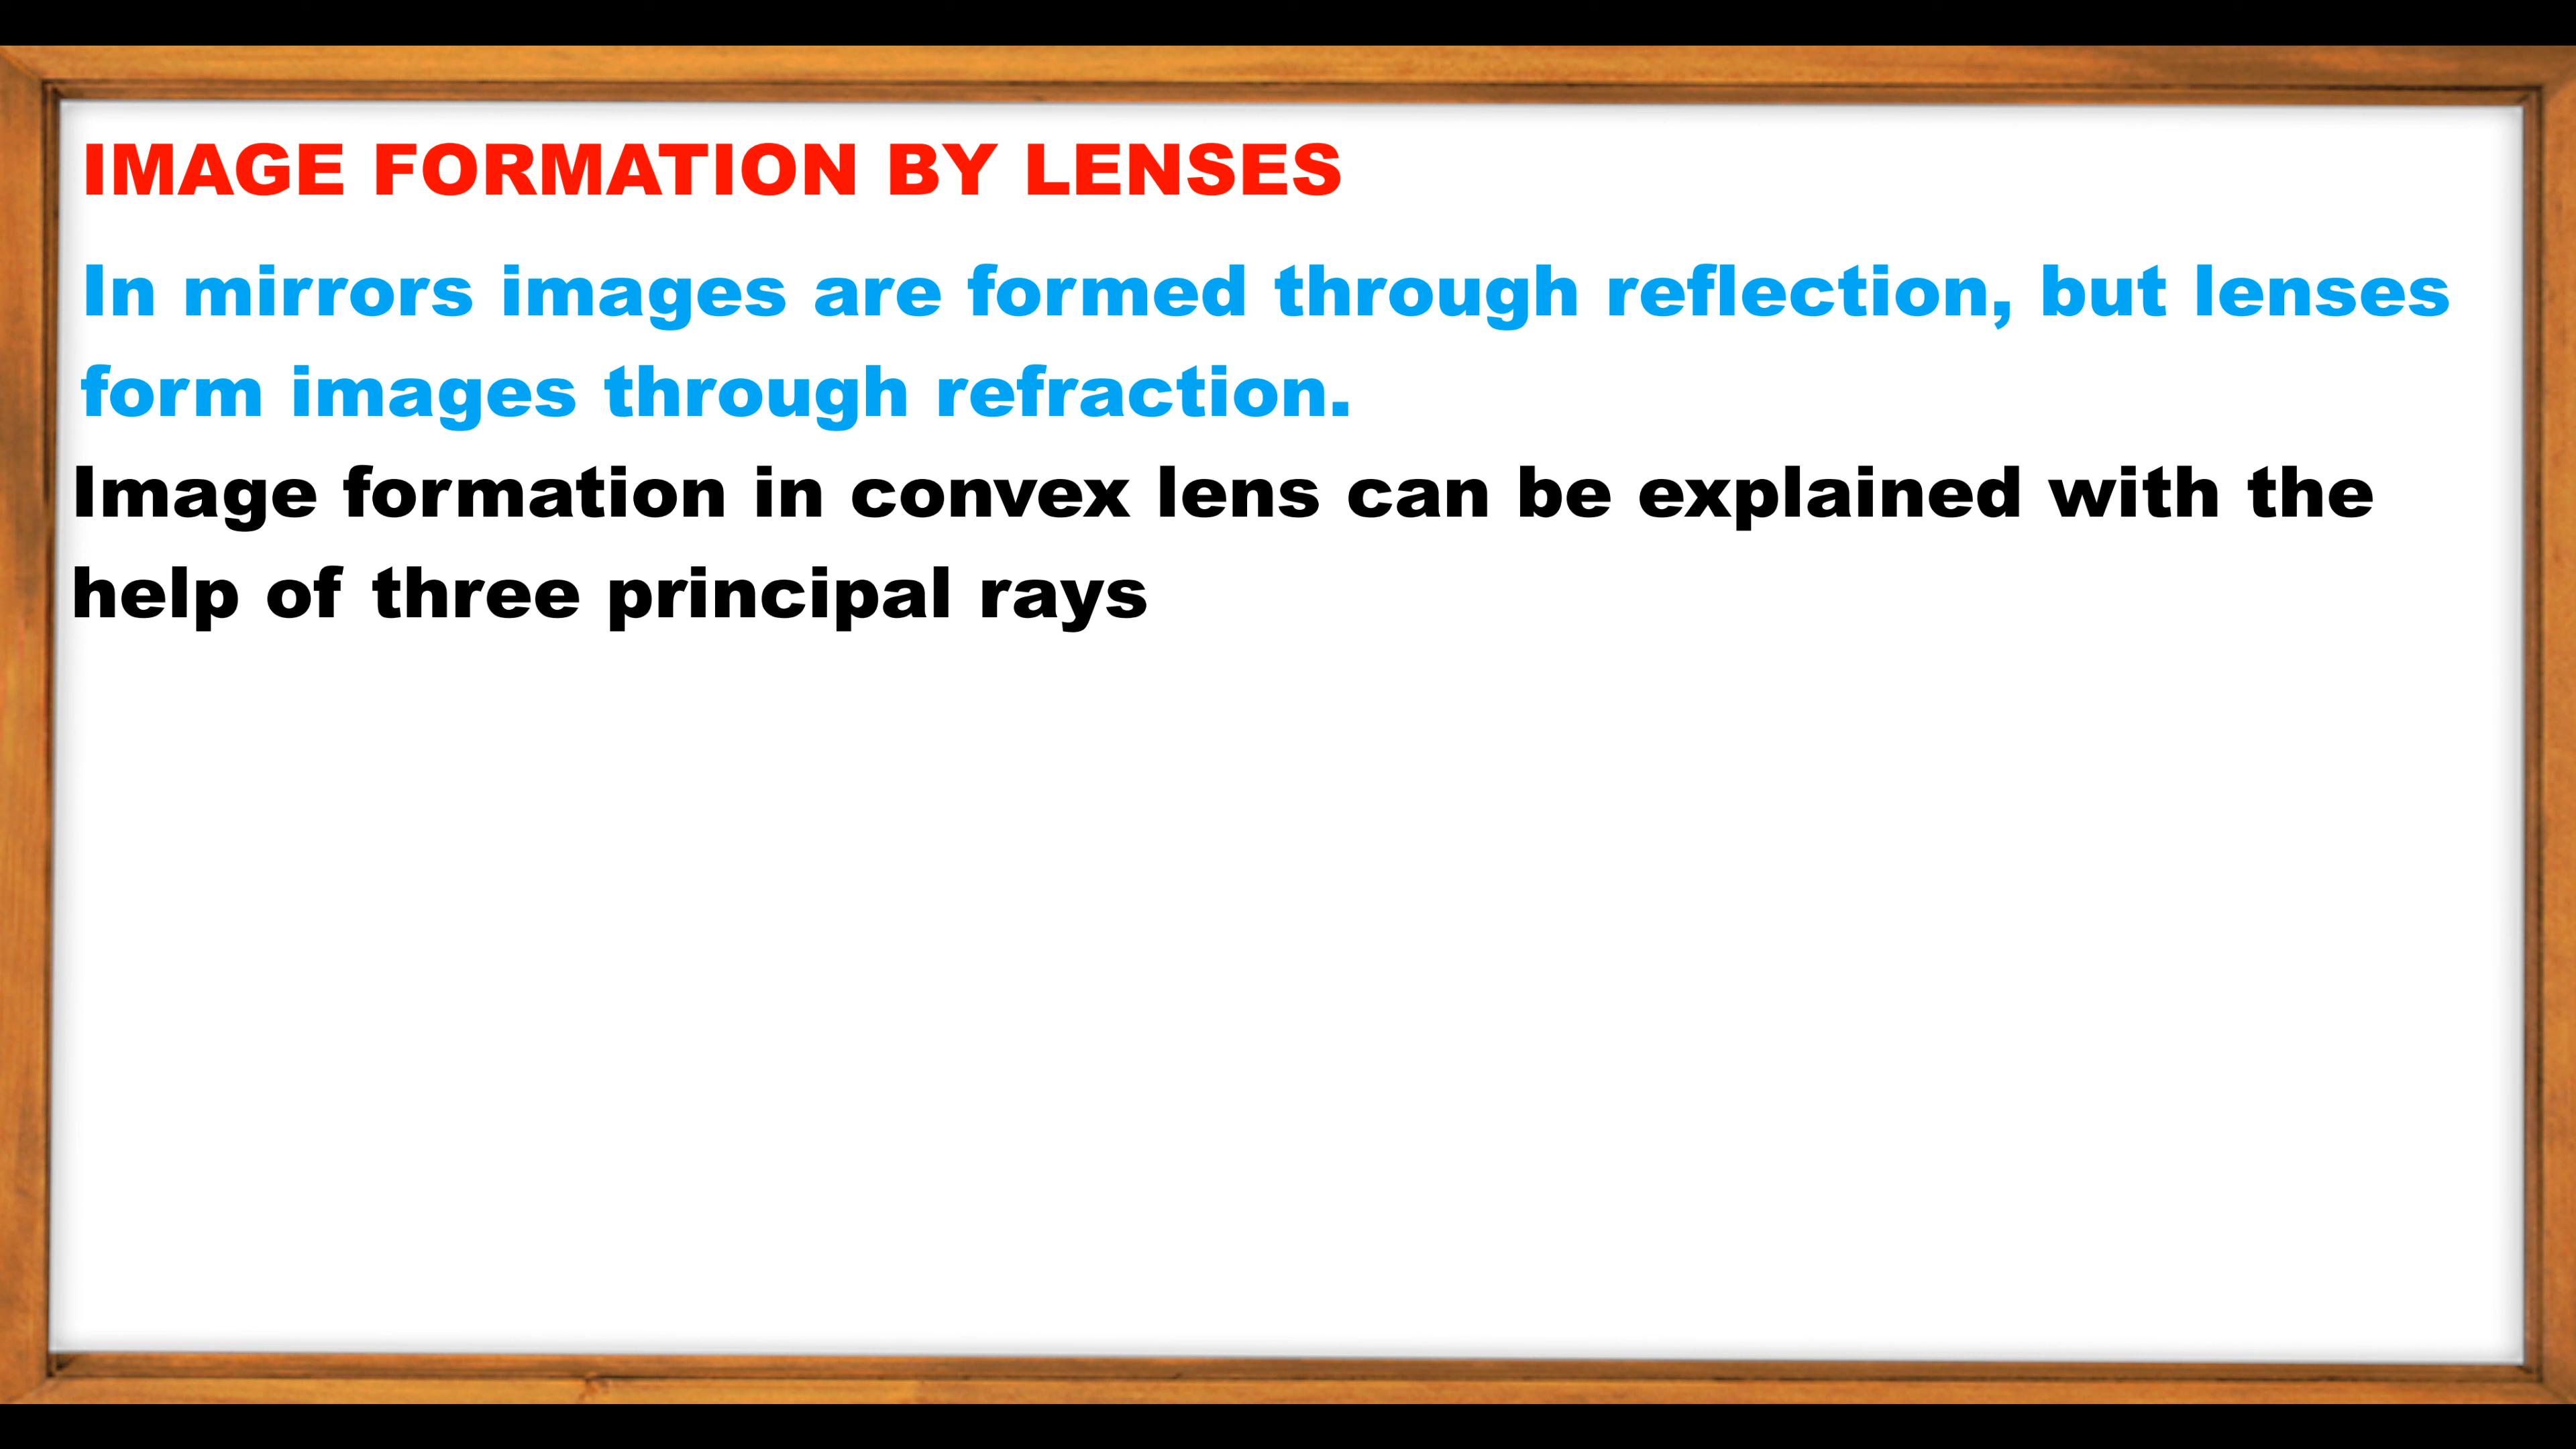 IMAGE FORMATION BY LENSES
In mirrors images are formed through reflection, but lenses
form images through refraction.
Image formation in convex lens can be explained with the
help of three principal rays